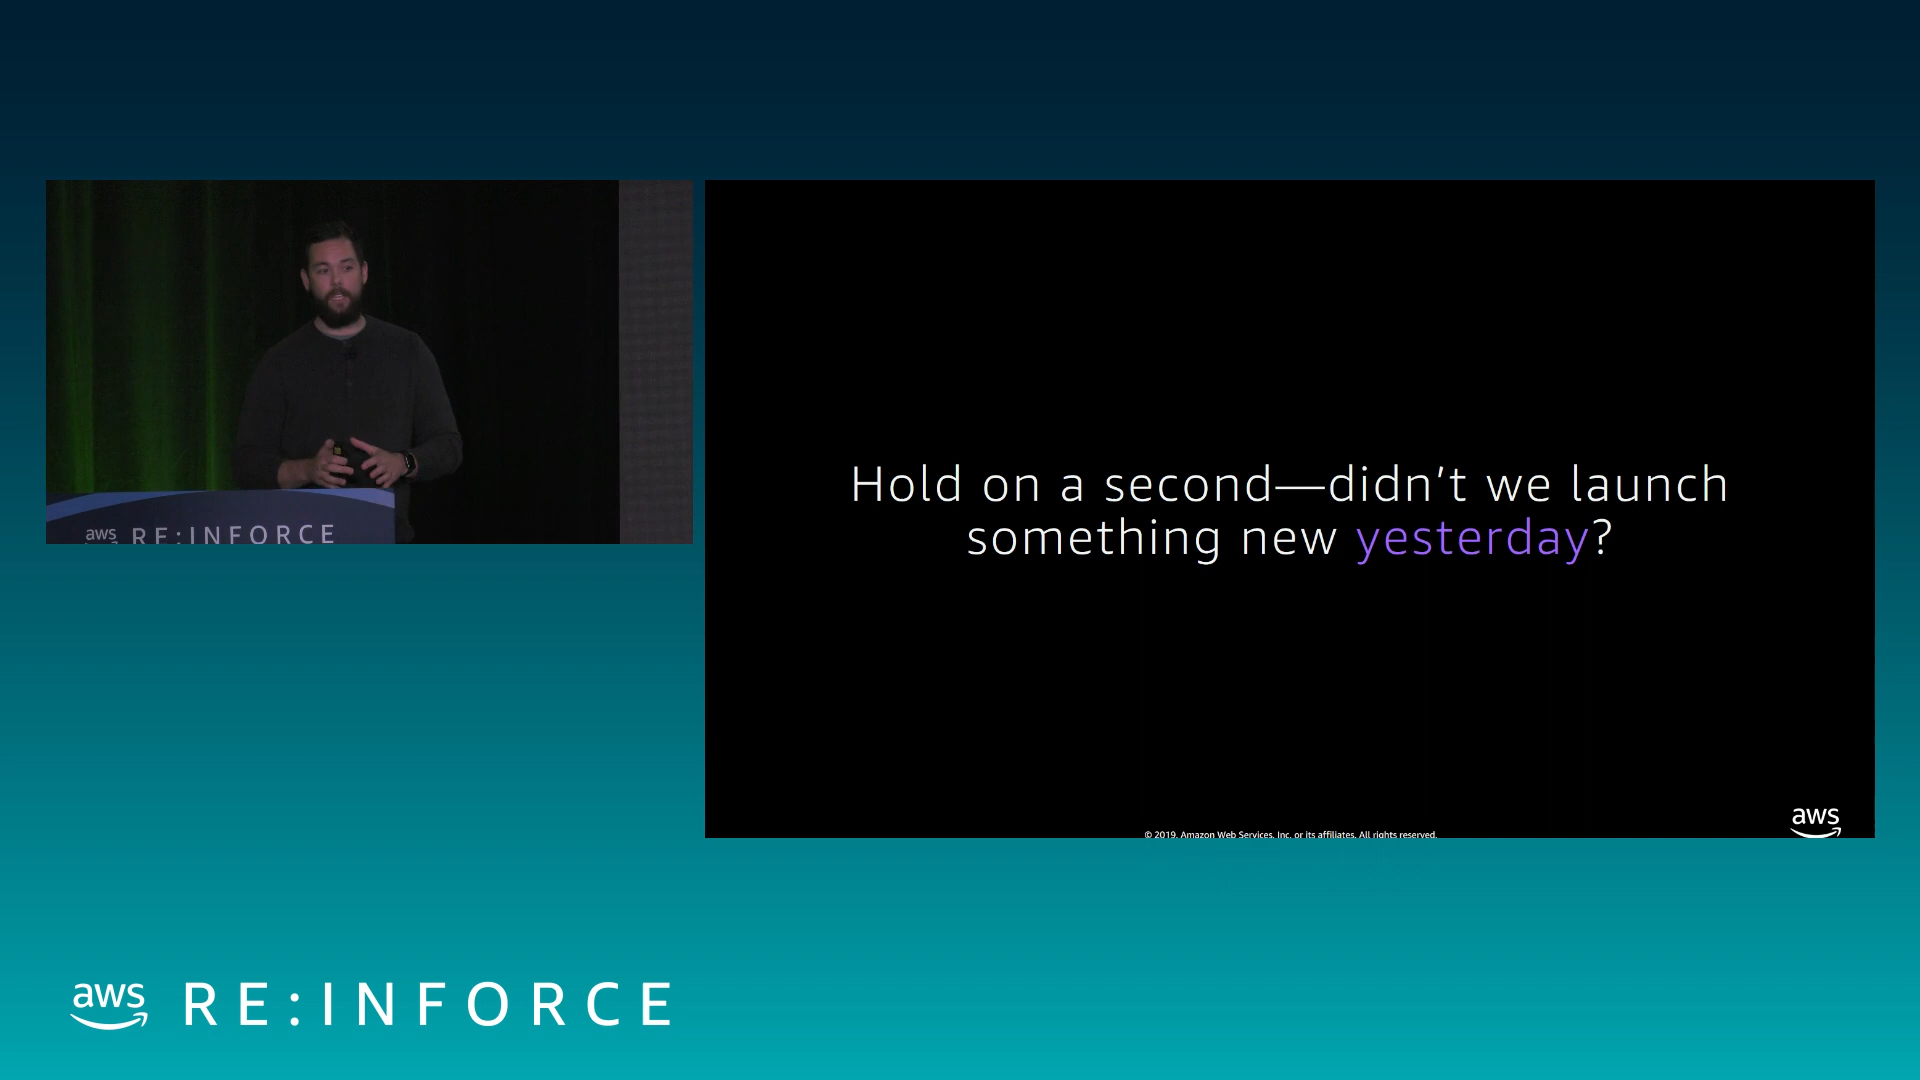 aws RE:INFORCE
Hold on a second—didn't we launch
something new yesterday?
© 2019, Amazon Web Services, Inc. or its affiliates. All rights reserved.
aws
aws RE:INFORCE